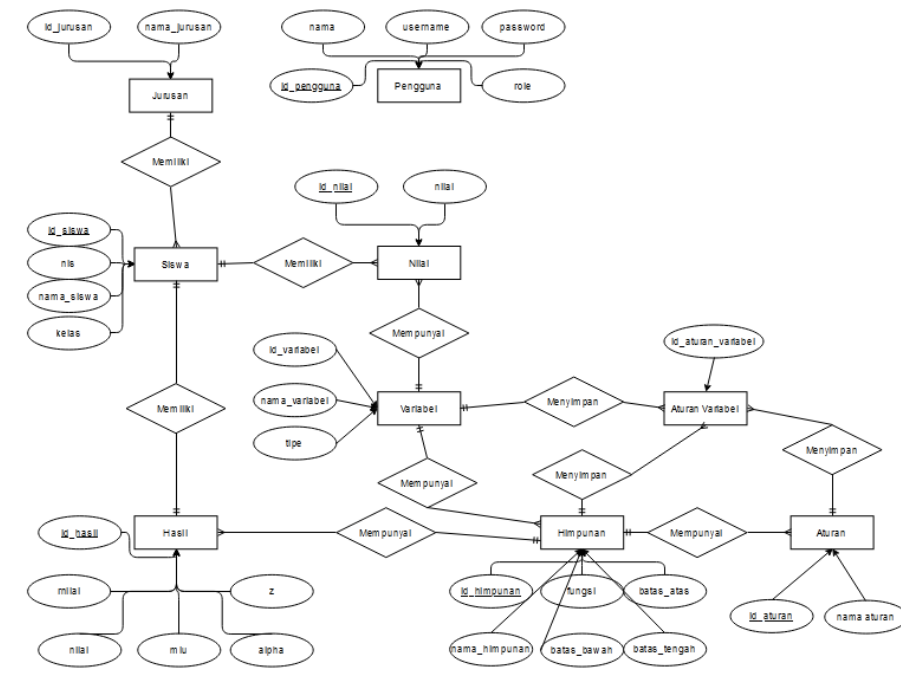 id_jurusan
nama_jurusan
nama
username
password
id_pengguna
Pengguna
role
Jurusan
Memiliki
id_nilai
nilai
id_siswa
nis
nama_siswa
kelas
Siswa
Memiliki
Nilai
Mempunyai
id_aturan_variabel
id_variabel
nama_variabel
tipe
Variabel
Menyimpan
Aturan Variabel
Memiliki
Mempunyai
Menyimpan
Menyimpan
id_hasil
Hasil
Mempunyai
Himpunan
Mempunyai
Aturan
milai
z
nilai
miu
alpha
id_himpunan
fungsi
batas_atas
nama_himpunan
batas_bawah
batas_tengah
id_aturan
nama aturan